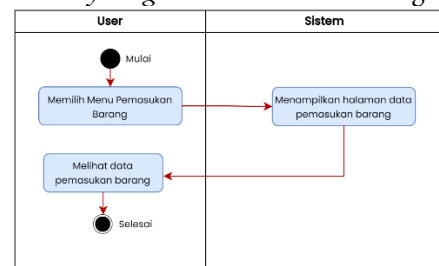 User
Sistem
Mulai
Memilih Menu Pemasukan
Barang
Menampilkan halaman data
pemasukan barang
Melihat data
pemasukan barang
Selesai